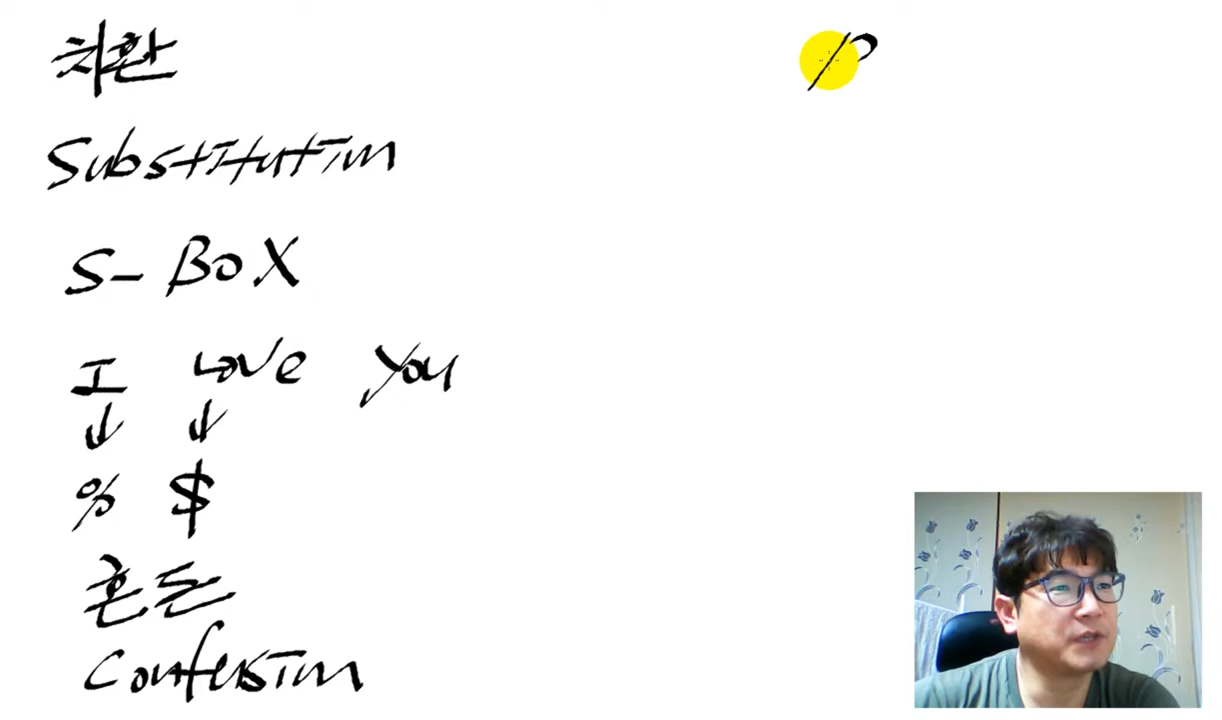 치환
Substitution
S-BOX
I Love You
% $
혼돈
Confusion
P